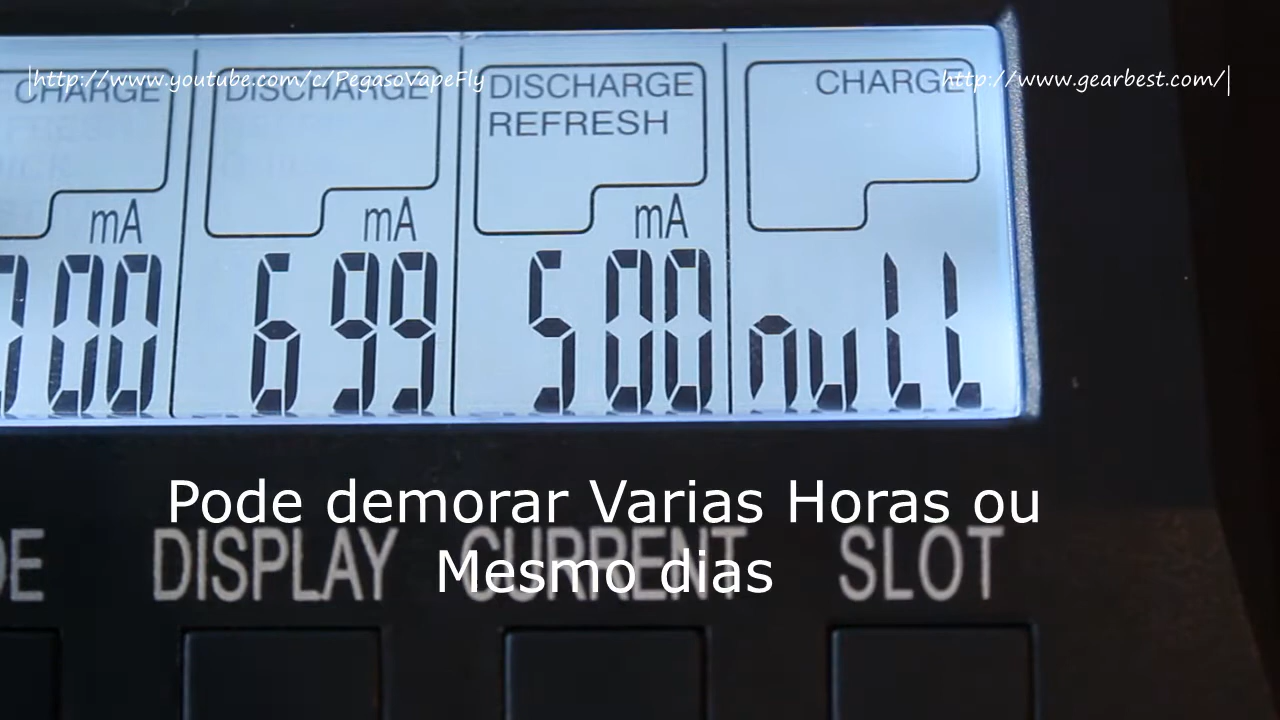 |http://www.youtube.com/c/PegasoVapeFly
http://www.gearbest.com/|
CHARGE
DISCHARGE
DISCHARGE
REFRESH
CHARGE
mA
mA
mA
00
699
500
null
Pode demorar Varias Horas ou
Mesmo dias
DISPLAY
CURRENT
SLOT